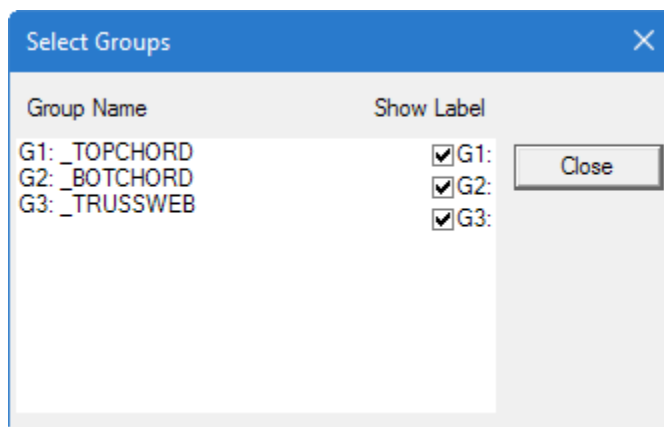 Select Groups
Group Name Show Label
G1: _TOPCHORD G1:
G2: _BOTCHORD G2:
G3: _TRUSSWEB G3:
Close